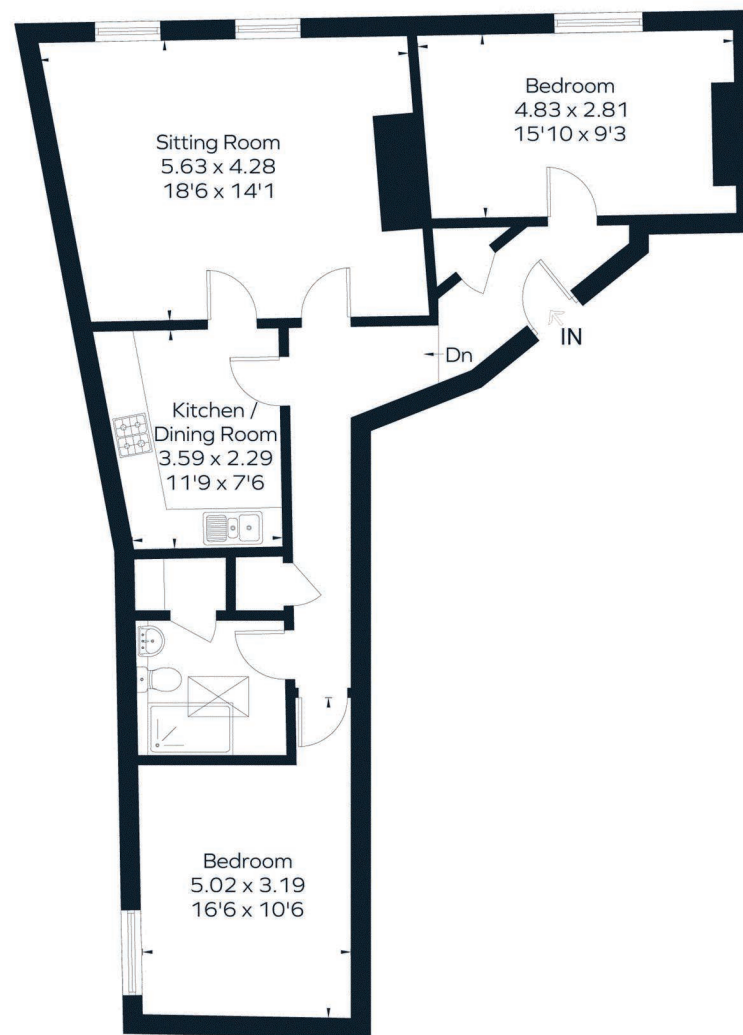 Bedroom
4.83 x 2.81
15'10 x 9'3
Sitting Room
5.63 x 4.28
18'6 x 14'1
IN
Dn
Kitchen /
Dining Room
3.59 x 2.29
11'9 x 7'6
Bedroom
5.02 x 3.19
16'6 x 10'6